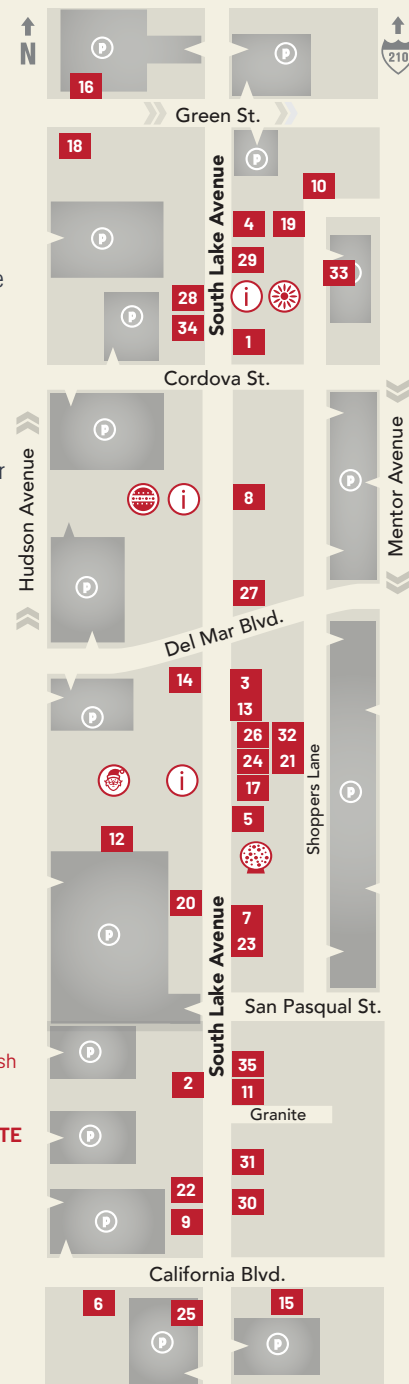 N
P
P
210
16
Green St.
18
P
10
South Lake Avenue
4
19
P
29
33
P
e
28
i
P
34
1
Cordova St.
P
r
Hudson Avenue
Mentor Avenue
P
i
8
P
27
Del Mar Blvd.
14
3
13
P
26
32
24
21
Shoppers Lane
i
17
P
5
12
20
South Lake Avenue
7
P
23
San Pasqual St.
P
sh
35
2
11
Granite
P
TE
31
22
30
P
9
California Blvd.
6
25
15
P
P